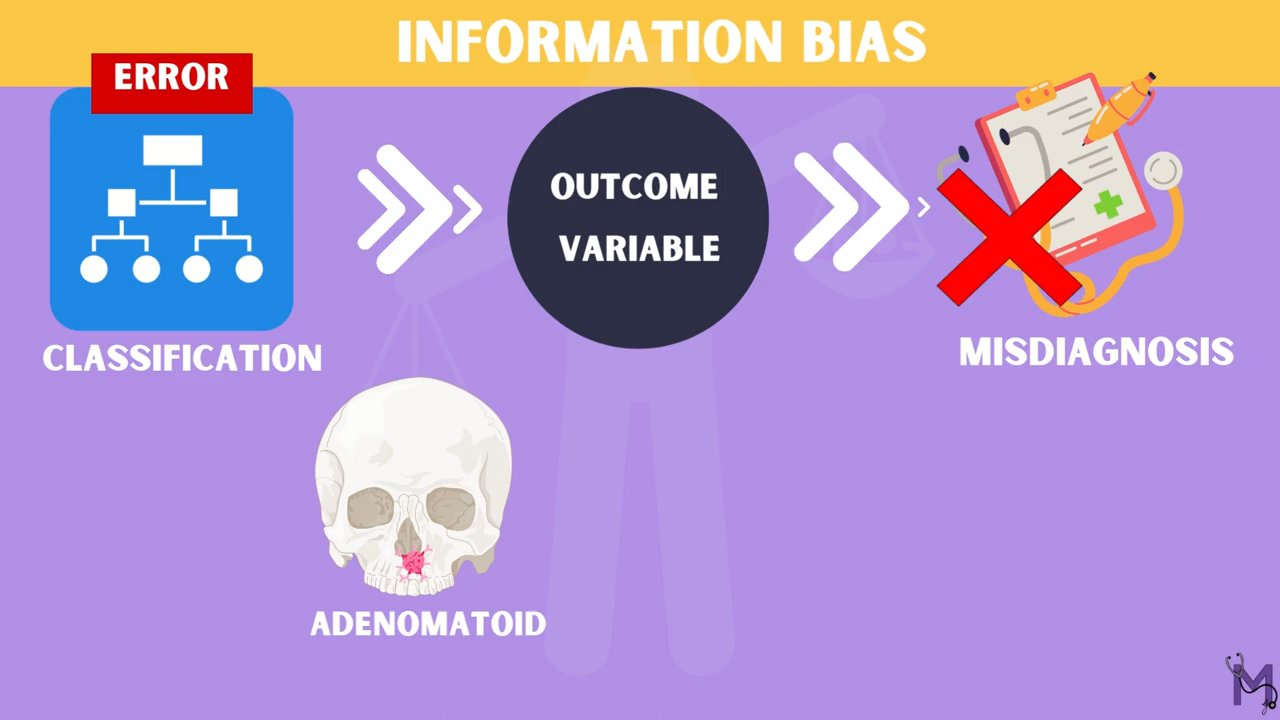 INFORMATION BIAS
ERROR
OUTCOME
VARIABLE
CLASSIFICATION
MISDIAGNOSIS
ADENOMATOID
M